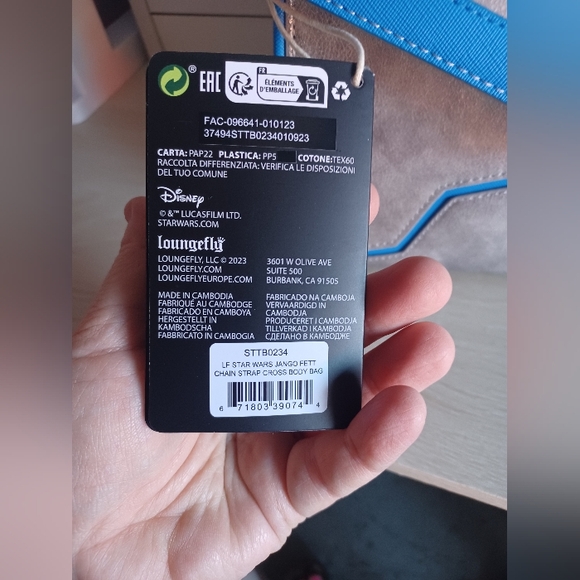 ® EAC FR ÉLÉMENTS
D'EMBALLAGE
FAC-096641-010123
37494STTB0234010923
CARTA: PAP22 PLASTICA: PP5 COTONE:TEX60
RACCOLTA DIFFERENZIATA: VERIFICA LE DISPOSIZIONI
DEL TUO COMUNE
Disney
© &™ LUCASFILM LTD.
STARWARS.COM
loungefly
LOUNGEFLY, LLC © 2023
LOUNGEFLY.COM
LOUNGEFLYEUROPE.COM
3601 W OLIVE AVE
SUITE 500
BURBANK, CA 91505
MADE IN CAMBODIA
FABRIQUÉ AU CAMBODGE
FABRICADO EN CAMBOYA
HERGESTELLT IN
KAMBODSCHA
FABBRICATO IN CAMBOGIA
FABRICADO NA CAMBOJA
VERVAARDIGD IN
CAMBODJA
PRODUCERET I CAMBODJA
TILLVERKAD I KAMBODJA
СДЕЛАНО В КАМБОДЖЕ
STTB0234
LF STAR WARS JANGO FETT
CHAIN STRAP CROSS BODY BAG
6 71803 39074 4